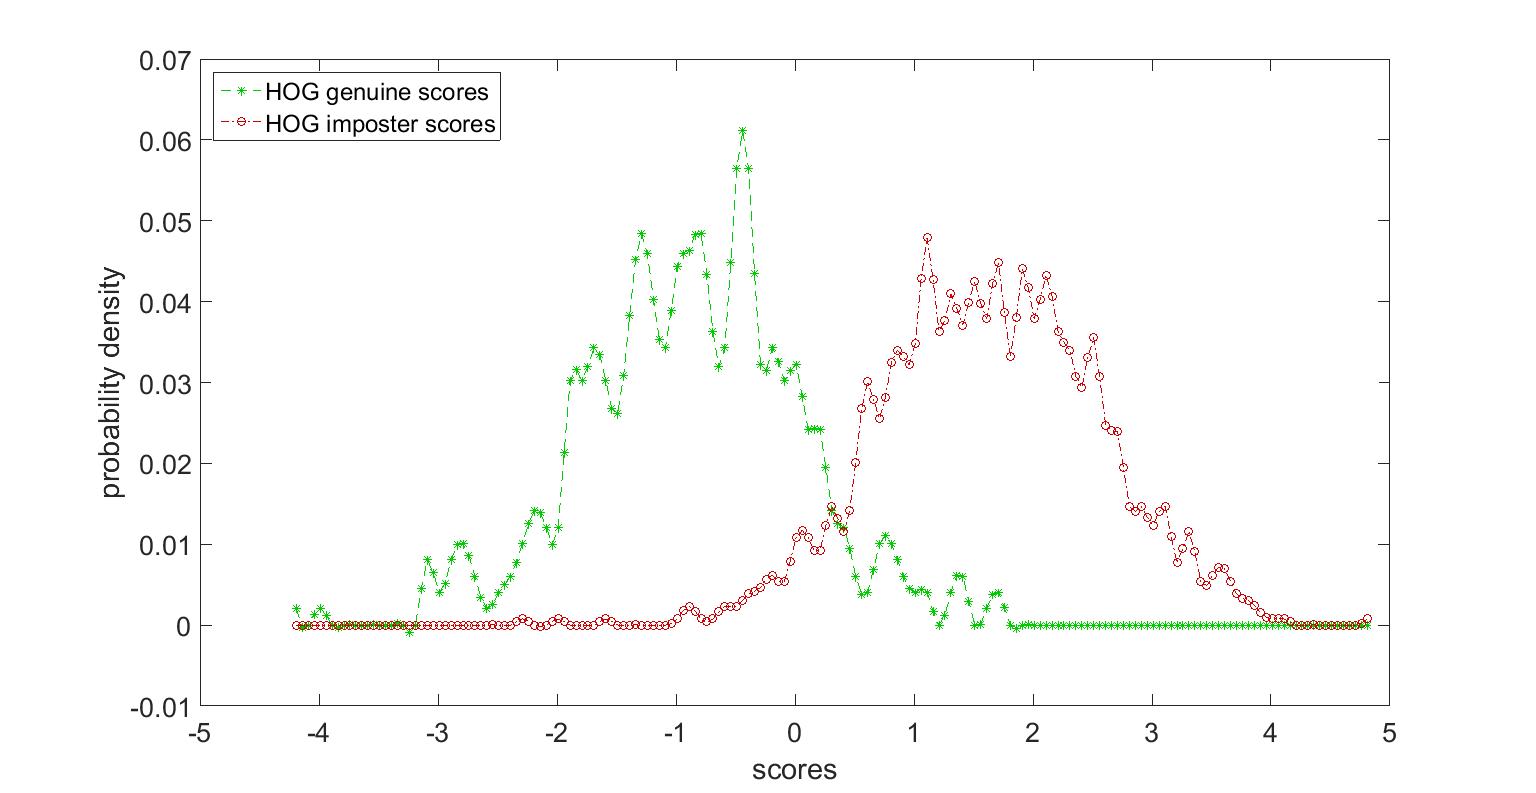 0.07
0.06
0.05
0.04
0.03
0.02
0.01
0
-0.01
probability density
HOG genuine scores
HOG imposter scores
-5 -4 -3 -2 -1 0 1 2 3 4 5
scores